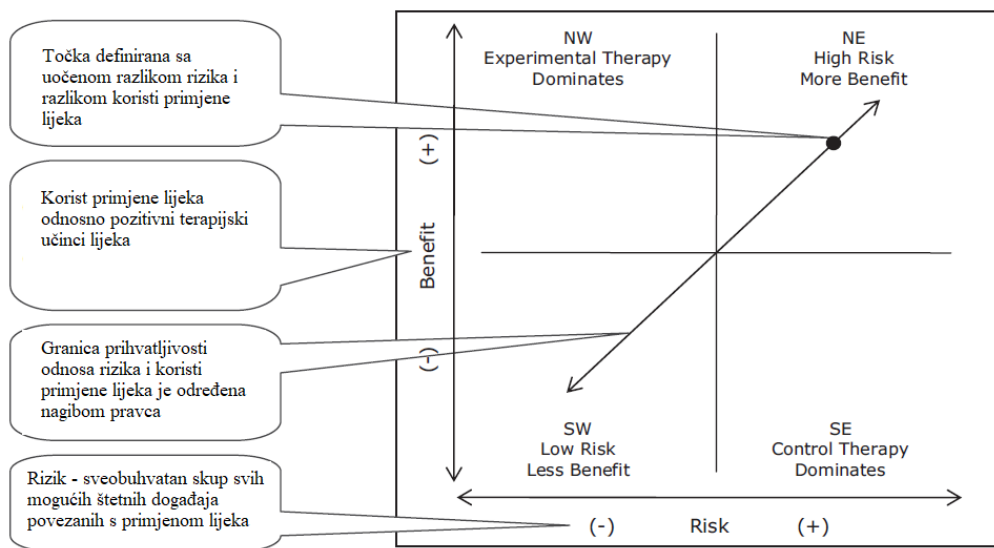 Točka definirana sa
uočenom razlikom rizika i
razlikom koristi primjene
lijeka
Korist primjene lijeka
odnosno pozitivni terapijski
učinci lijeka
Granica prihvatljivosti
odnosa rizika i koristi
primjene lijeka je određena
nagibom pravca
Rizik - sveobuhvatan skup svih
mogućih štetnih događaja
povezanih s primjenom lijeka
NW
Experimental Therapy
Dominates
NE
High Risk
More Benefit
(+)
Benefit
(-)
SW
Low Risk
Less Benefit
SE
Control Therapy
Dominates
(-) Risk (+)